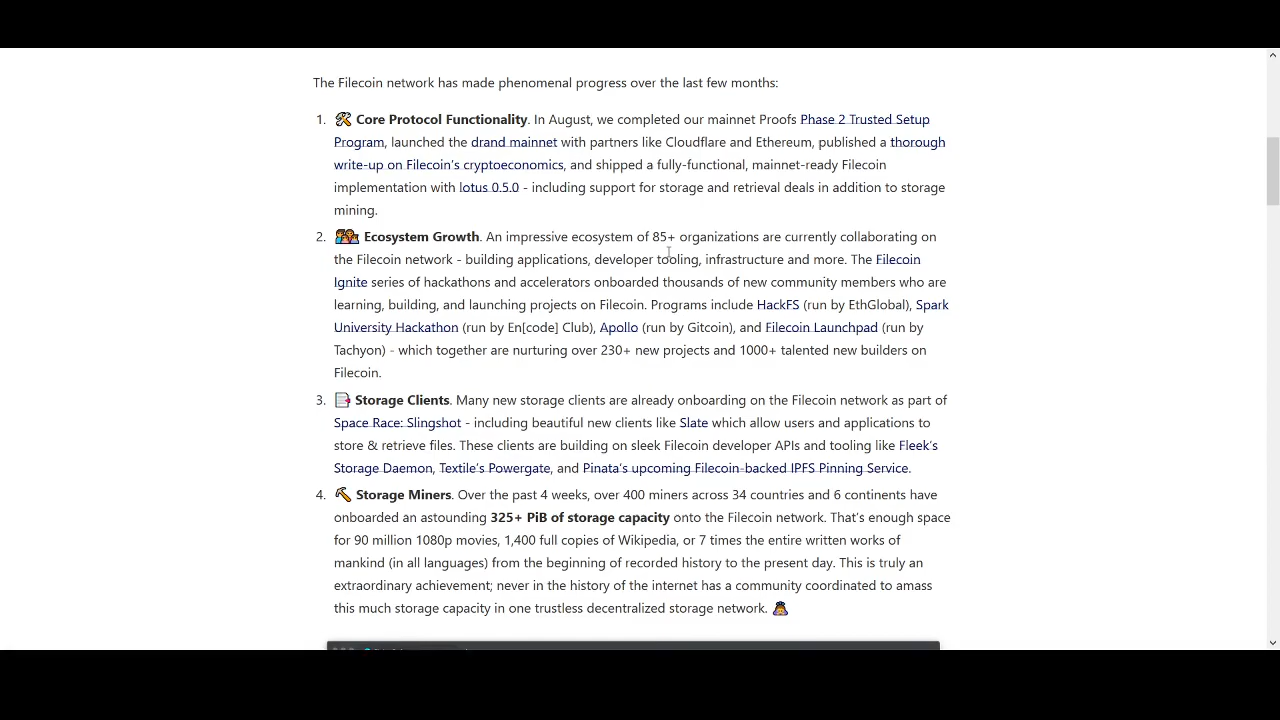 The Filecoin network has made phenomenal progress over the last few months:
1. 🛠 Core Protocol Functionality. In August, we completed our mainnet Proofs Phase 2 Trusted Setup
Program, launched the drand mainnet with partners like Cloudflare and Ethereum, published a thorough
write-up on Filecoin's cryptoeconomics, and shipped a fully-functional, mainnet-ready Filecoin
implementation with lotus 0.5.0 - including support for storage and retrieval deals in addition to storage
mining.
2. Ecosystem Growth. An impressive ecosystem of 85+ organizations are currently collaborating on
the Filecoin network - building applications, developer tooling, infrastructure and more. The Filecoin
Ignite series of hackathons and accelerators onboarded thousands of new community members who are
learning, building, and launching projects on Filecoin. Programs include HackFS (run by EthGlobal), Spark
University Hackathon (run by En[code] Club), Apollo (run by Gitcoin), and Filecoin Launchpad (run by
Tachyon) - which together are nurturing over 230+ new projects and 1000+ talented new builders on
Filecoin.
3. Storage Clients. Many new storage clients are already onboarding on the Filecoin network as part of
Space Race: Slingshot - including beautiful new clients like Slate which allow users and applications to
store & retrieve files. These clients are building on sleek Filecoin developer APIs and tooling like Fleek's
Storage Daemon, Textile's Powergate, and Pinata's upcoming Filecoin-backed IPFS Pinning Service.
4. Storage Miners. Over the past 4 weeks, over 400 miners across 34 countries and 6 continents have
onboarded an astounding 325+ PiB of storage capacity onto the Filecoin network. That's enough space
for 90 million 1080p movies, 1,400 full copies of Wikipedia, or 7 times the entire written works of
mankind (in all languages) from the beginning of recorded history to the present day. This is truly an
extraordinary achievement; never in the history of the internet has a community coordinated to amass
this much storage capacity in one trustless decentralized storage network.